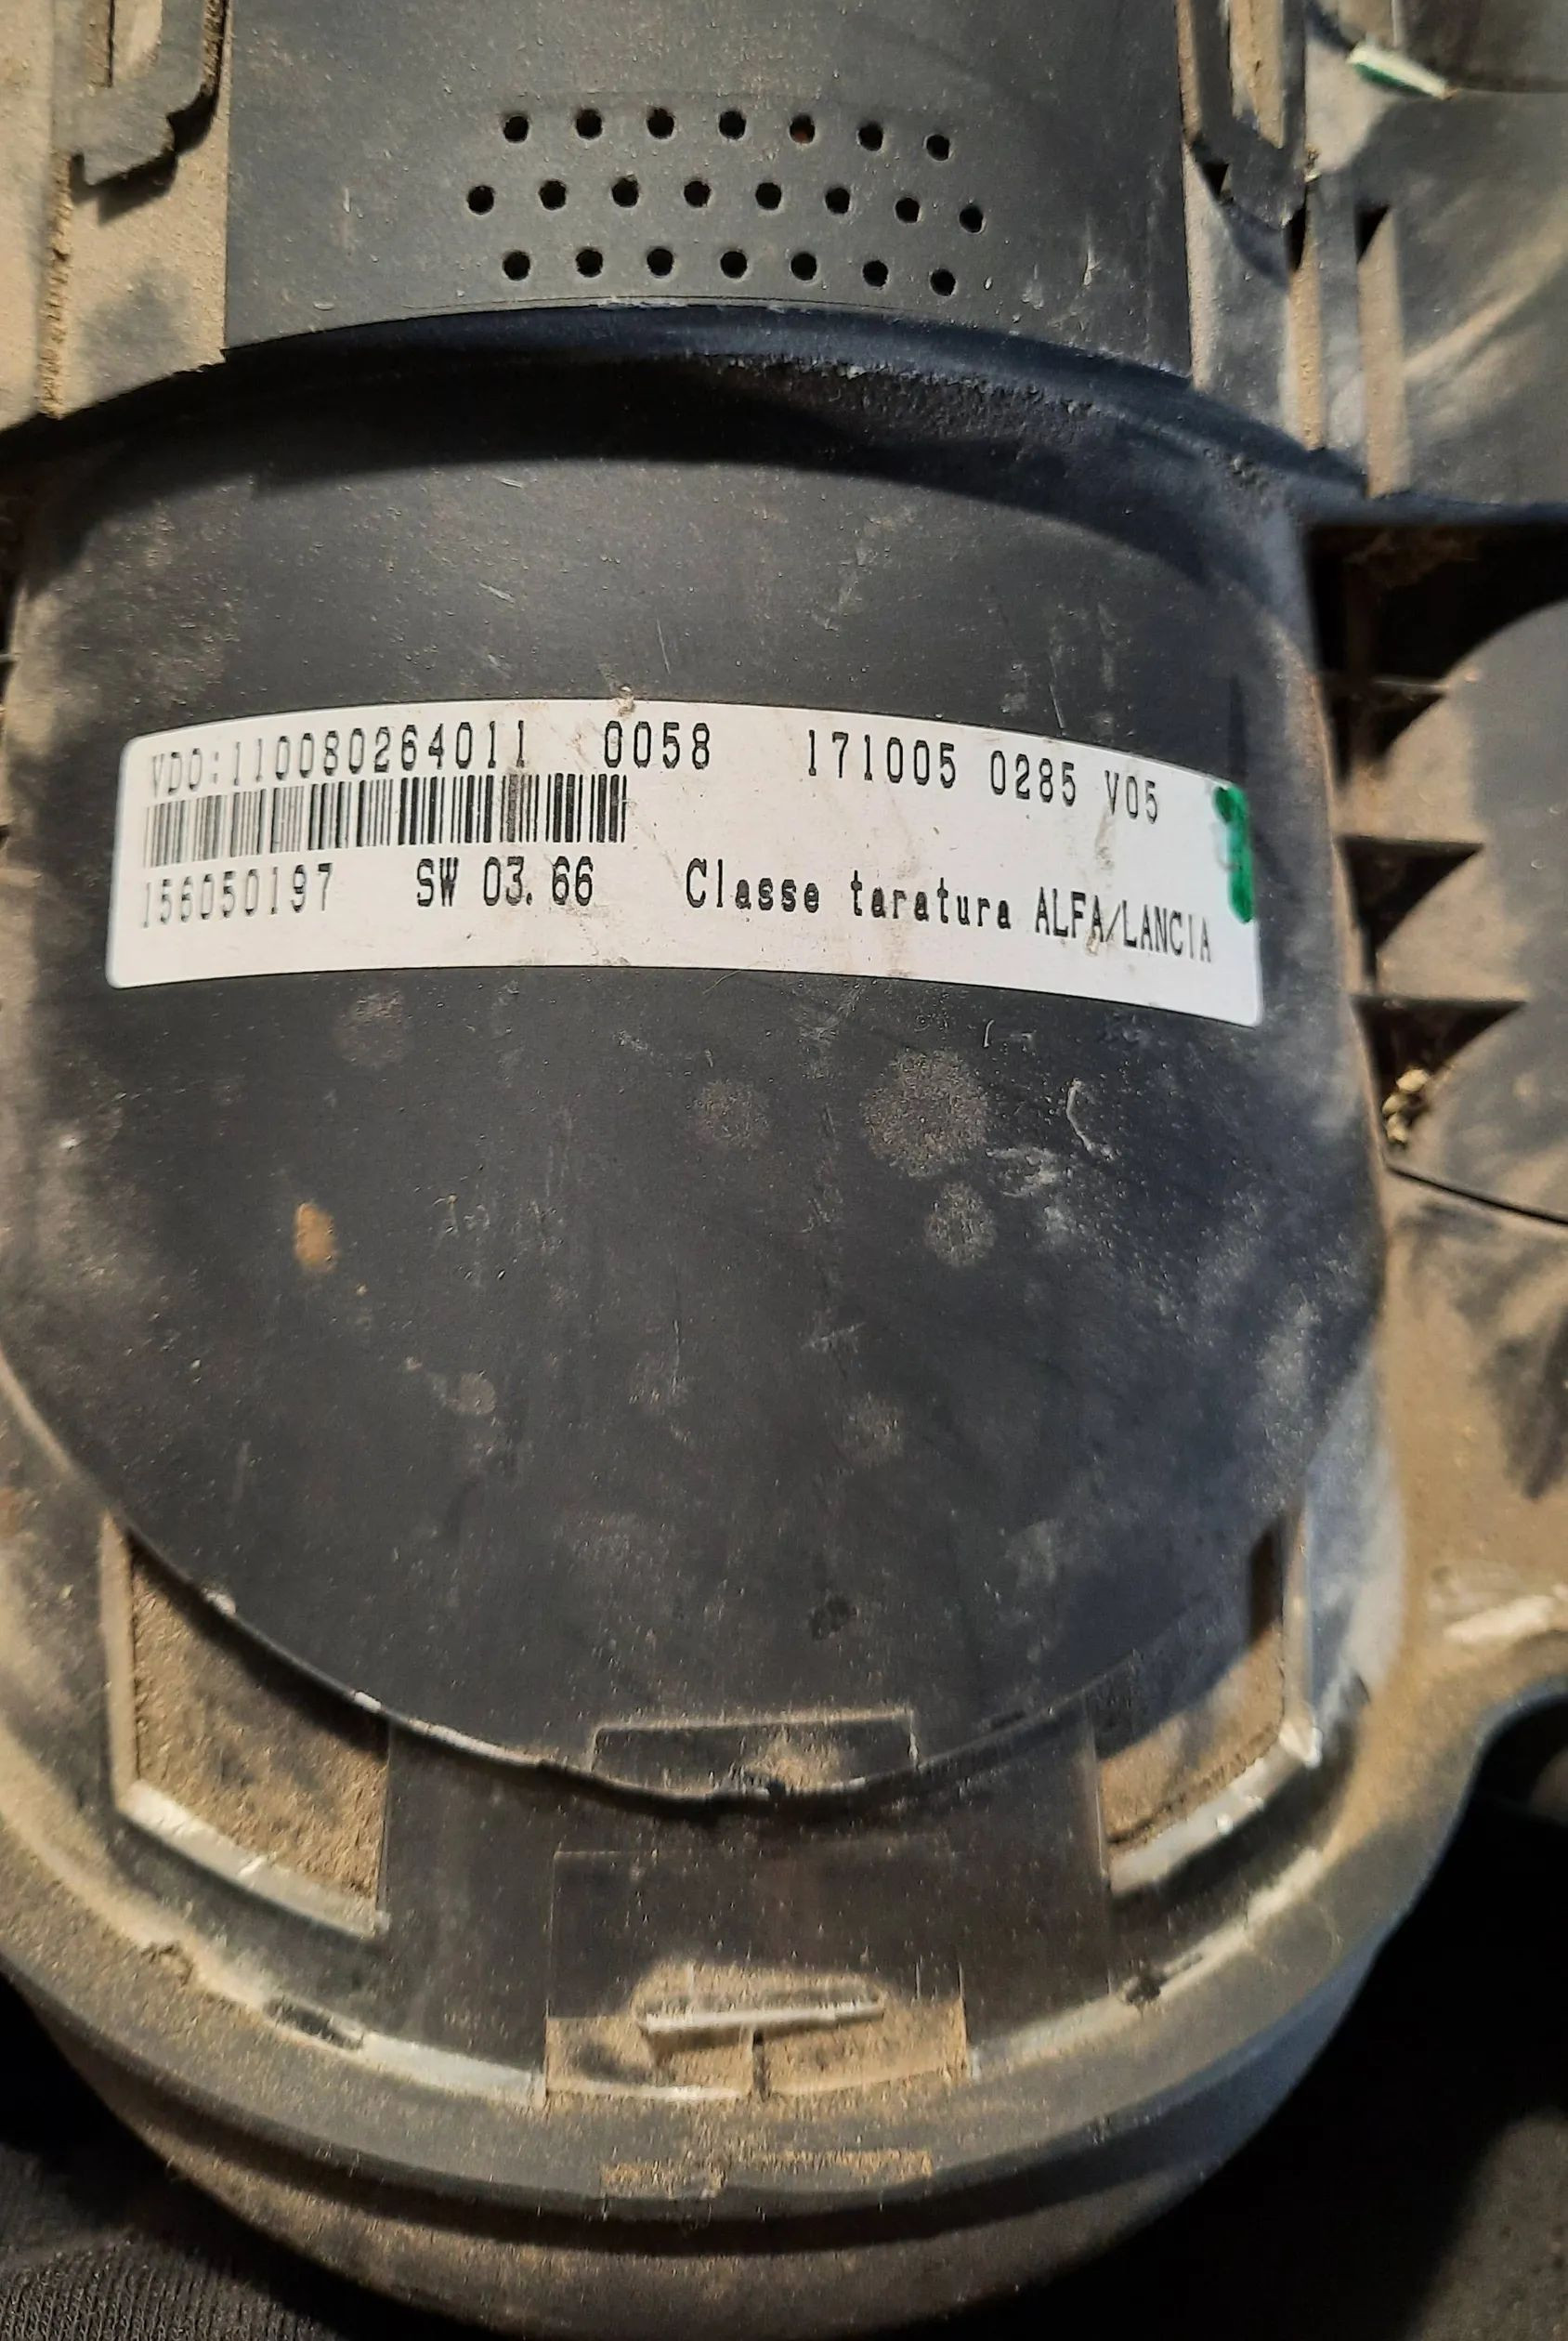 VDO:110080264011 0058 171005 0285 V05
156050197 SW 03.66 Classe taratura ALFA/LANCIA